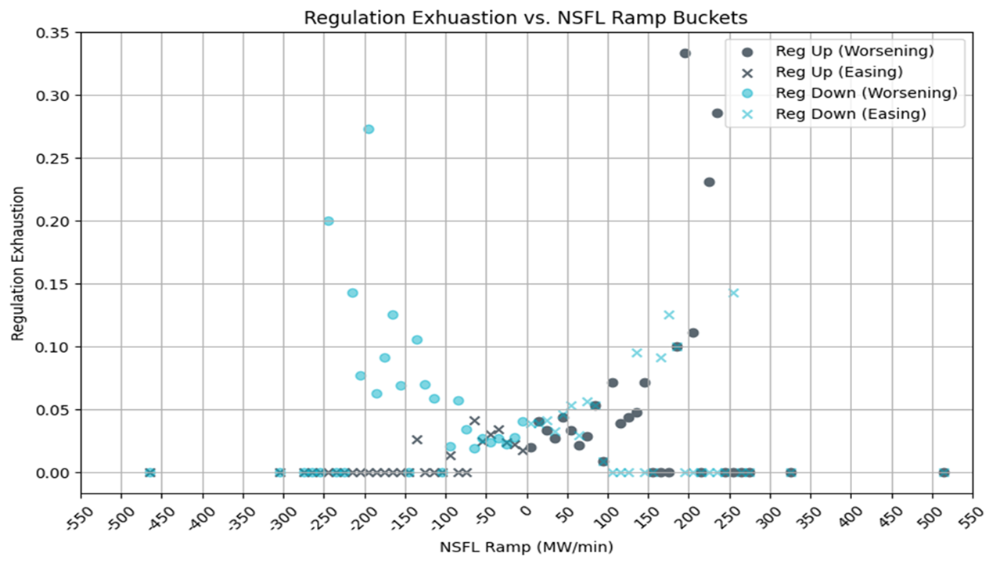 Regulation Exhuastion vs. NSFL Ramp Buckets
Reg Up (Worsening)
Reg Up (Easing)
Reg Down (Worsening)
Reg Down (Easing)
Regulation Exhaustion
0.35
0.30
0.25
0.20
0.15
0.10
0.05
0.00
-550 -500 -450 -400 -350 -300 -250 -200 -150 -100 -50 0 50 100 150 200 250 300 350 400 450 500 550
NSFL Ramp (MW/min)